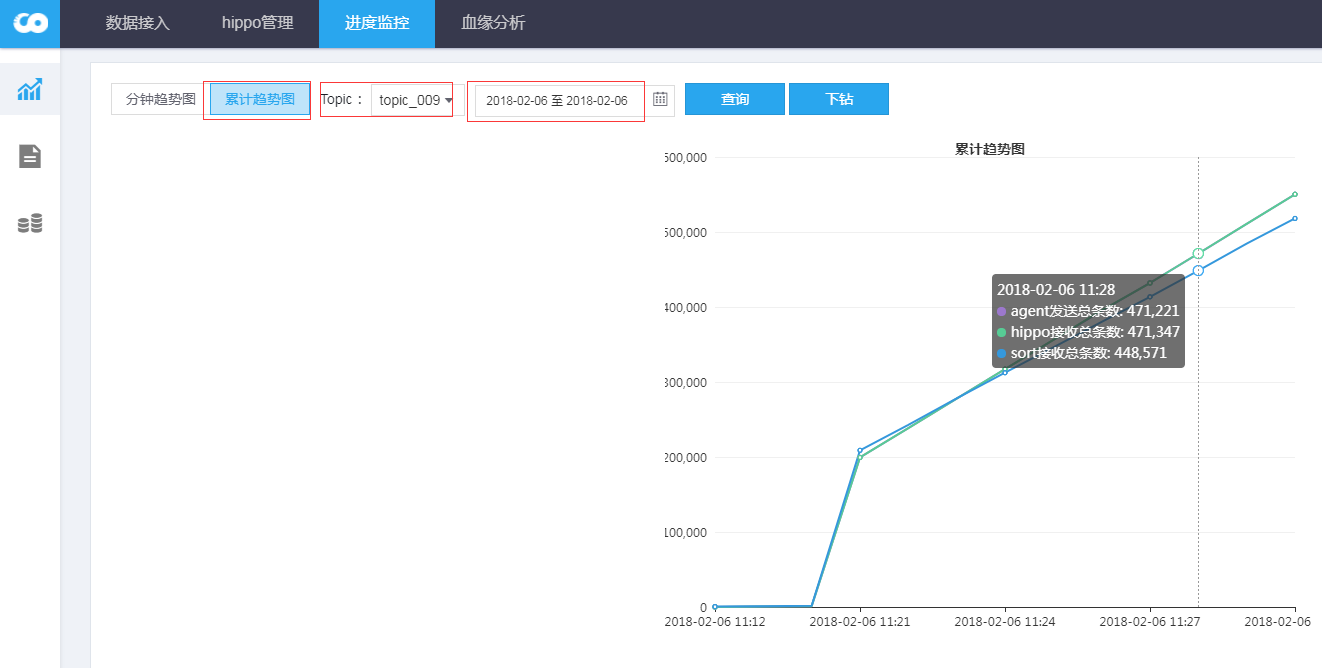 数据接入 hippo管理 进度监控 血缘分析
分钟趋势图 累计趋势图 Topic： topic_009 2018-02-06 至 2018-02-06 查询 下钻
累计趋势图
500,000
500,000
400,000
300,000
200,000
100,000
0
2018-02-06 11:28
agent发送总条数: 471,221
hippo接收总条数: 471,347
sort接收总条数: 448,571
2018-02-06 11:12 2018-02-06 11:21 2018-02-06 11:24 2018-02-06 11:27 2018-02-06